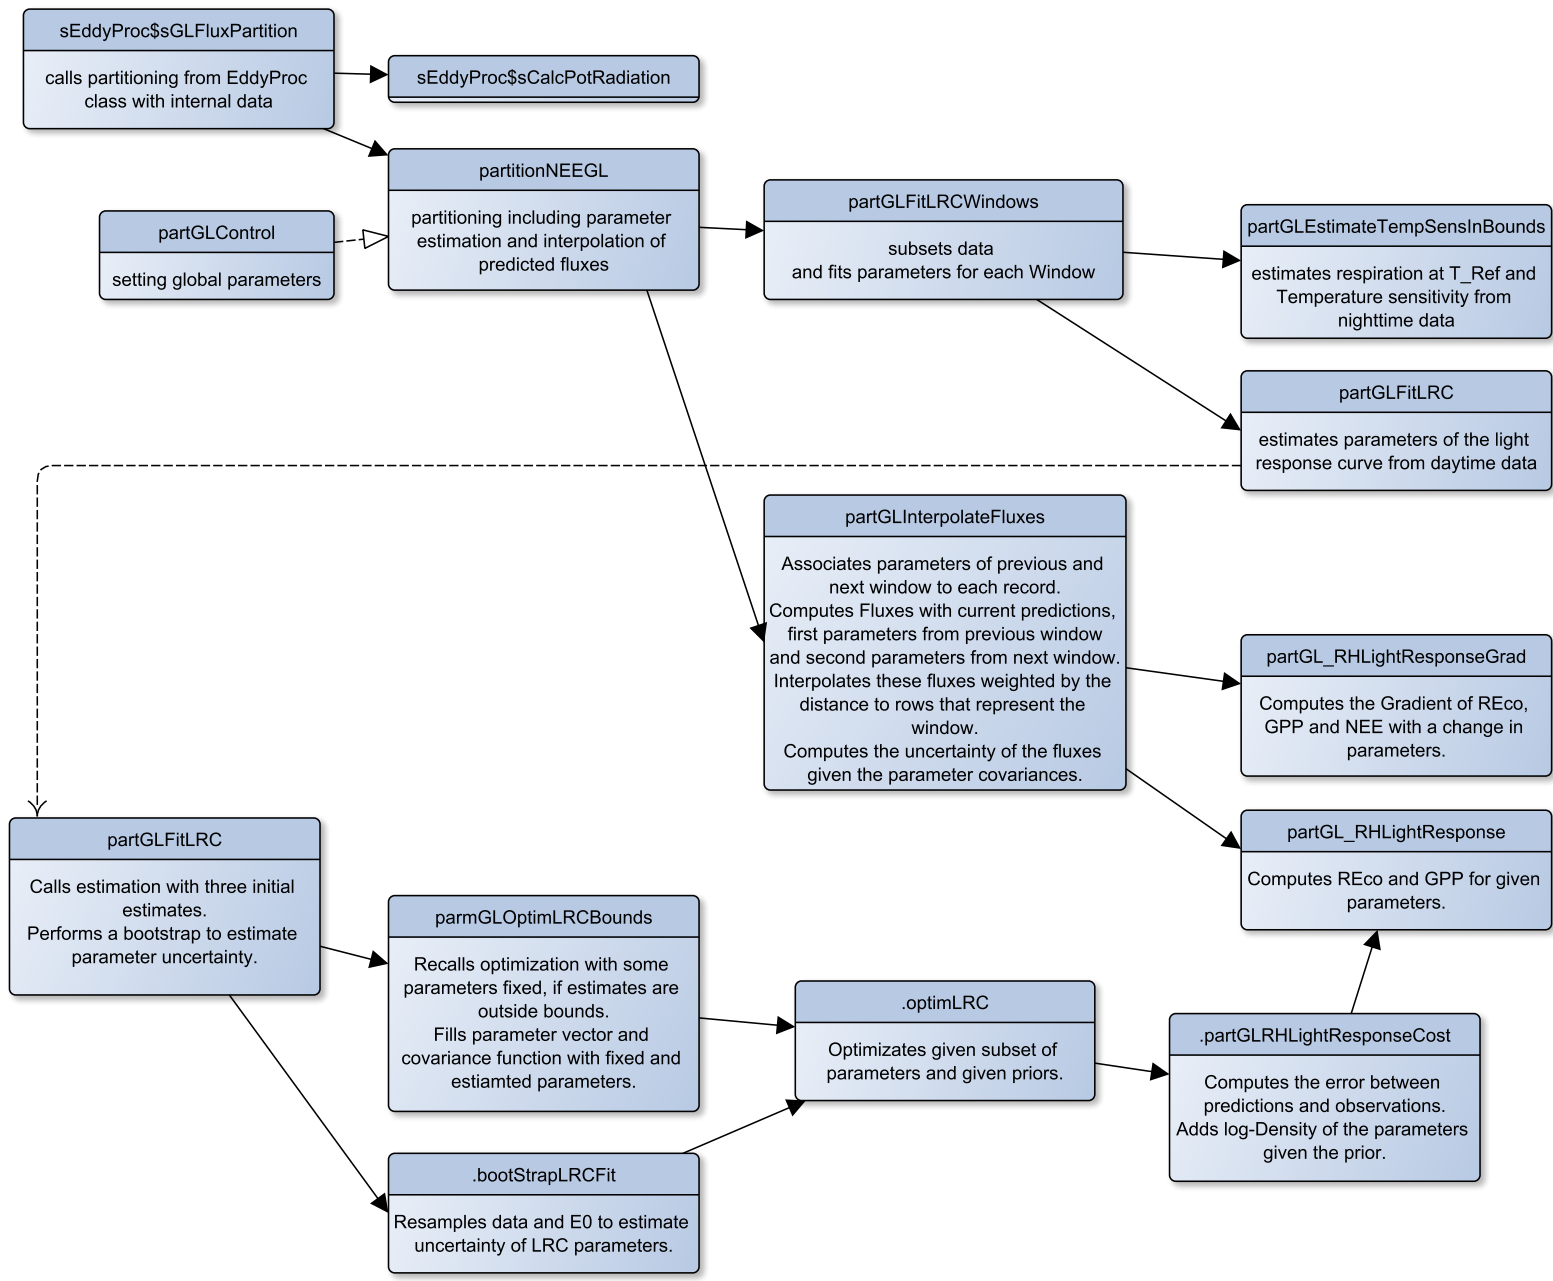 sEddyProc$sGLFluxPartition
calls partitioning from EddyProc
class with internal data
sEddyProc$sCalcPotRadiation
partitionNEEGL
partitioning including parameter
estimation and interpolation of
predicted fluxes
partGLControl
setting global parameters
partGLFitLRCWindows
subsets data
and fits parameters for each Window
partGLEstimateTempSensInBounds
estimates respiration at T_Ref and
Temperature sensitivity from
nighttime data
partGLFitLRC
estimates parameters of the light
response curve from daytime data
partGLInterpolateFluxes
Associates parameters of previous and
next window to each record.
Computes Fluxes with current predictions,
first parameters from previous window
and second parameters from next window.
Interpolates these fluxes weighted by the
distance to rows that represent the
window.
Computes the uncertainty of the fluxes
given the parameter covariances.
partGL_RHLightResponseGrad
Computes the Gradient of REco,
GPP and NEE with a change in
parameters.
partGL_RHLightResponse
Computes REco and GPP for given
parameters.
partGLFitLRC
Calls estimation with three initial
estimates.
Performs a bootstrap to estimate
parameter uncertainty.
parmGLOptimLRCBounds
Recalls optimization with some
parameters fixed, if estimates are
outside bounds.
Fills parameter vector and
covariance function with fixed and
estiamted parameters.
.optimLRC
Optimizates given subset of
parameters and given priors.
.partGLRHLightResponseCost
Computes the error between
predictions and observations.
Adds log-Density of the parameters
given the prior.
.bootStrapLRCFit
Resamples data and E0 to estimate
uncertainty of LRC parameters.